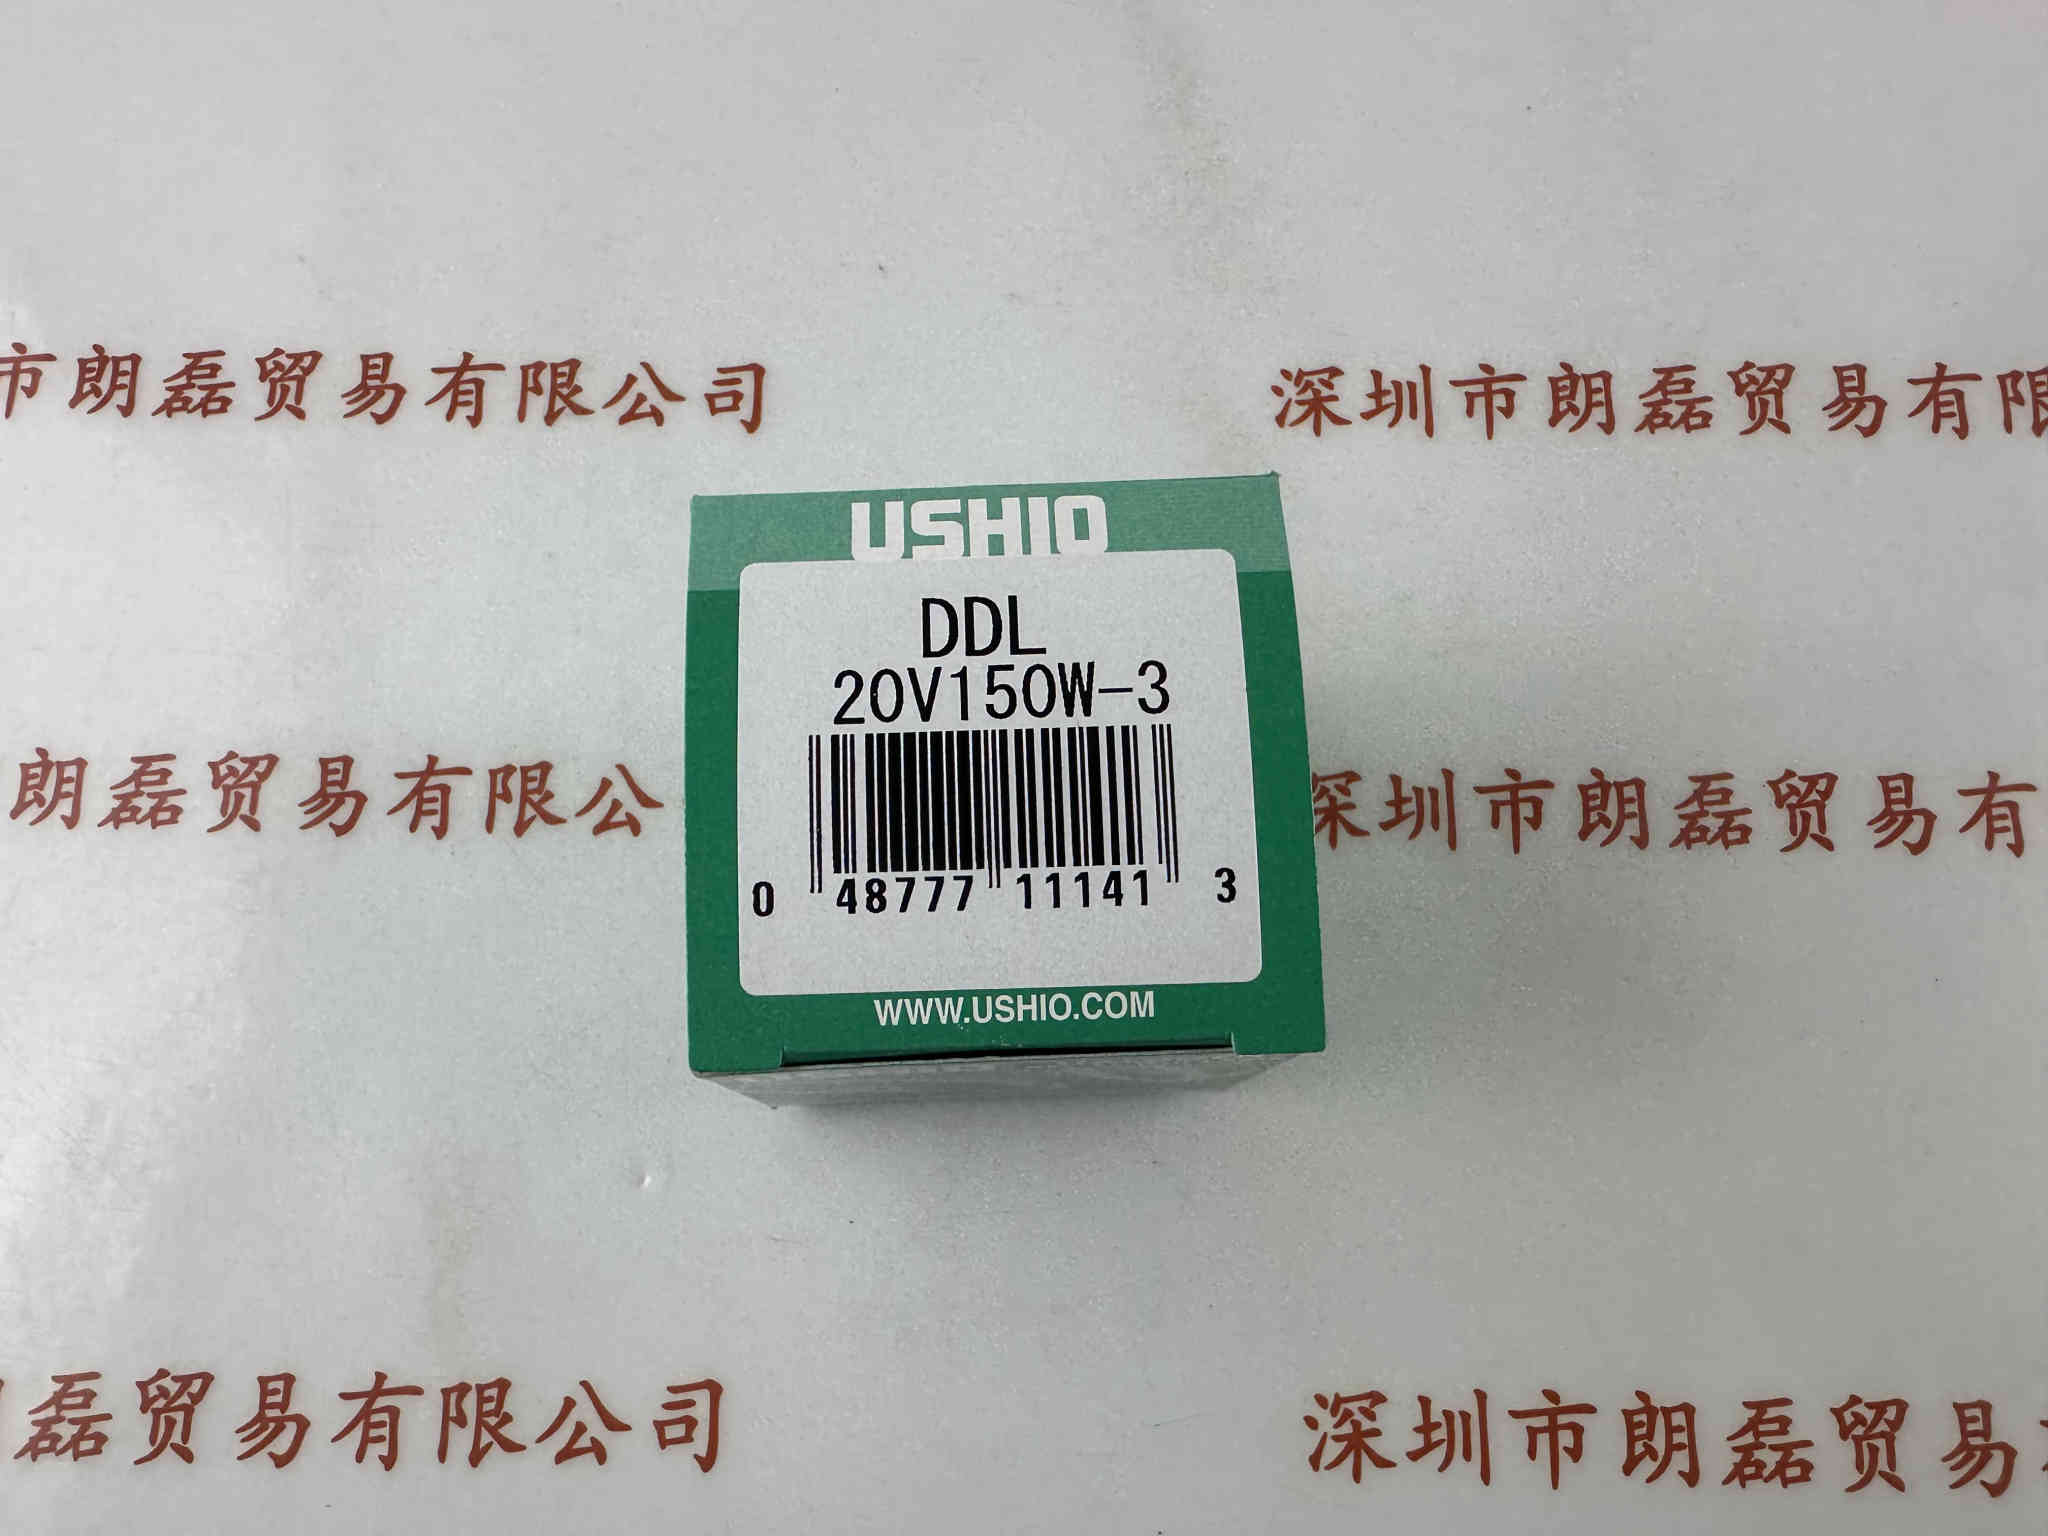 市朗磊贸易有限公司
深圳市朗磊贸易有限
USHIO
DDL
20V150W-3
朗磊贸易有限公
深圳市朗磊贸易有
0 48777 11141 3
WWW.USHIO.COM
磊贸易有限公司
深圳市朗磊贸易